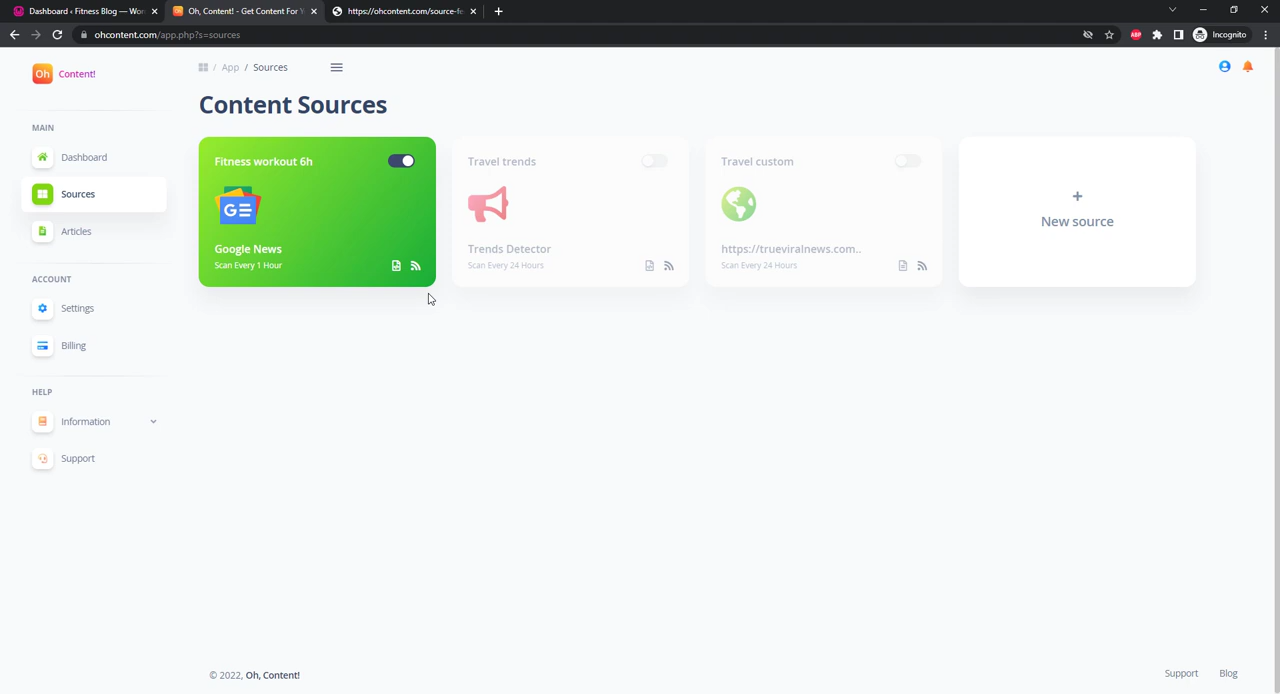 Dashboard ‹ Fitness Blog — Wor
Oh, Content! - Get Content For Y
https://ohcontent.com/source-fe
ohcontent.com/app.php?s=sources
ABP
Incognito
Oh
Content!
/ App / Sources
Content Sources
MAIN
Dashboard
Sources
Articles
ACCOUNT
Settings
Billing
HELP
Information
Support
Fitness workout 6h
GE
Google News
Scan Every 1 Hour
Travel trends
Trends Detector
Scan Every 24 Hours
Travel custom
https://trueviralnews.com..
Scan Every 24 Hours
+
New source
© 2022, Oh, Content!
Support
Blog